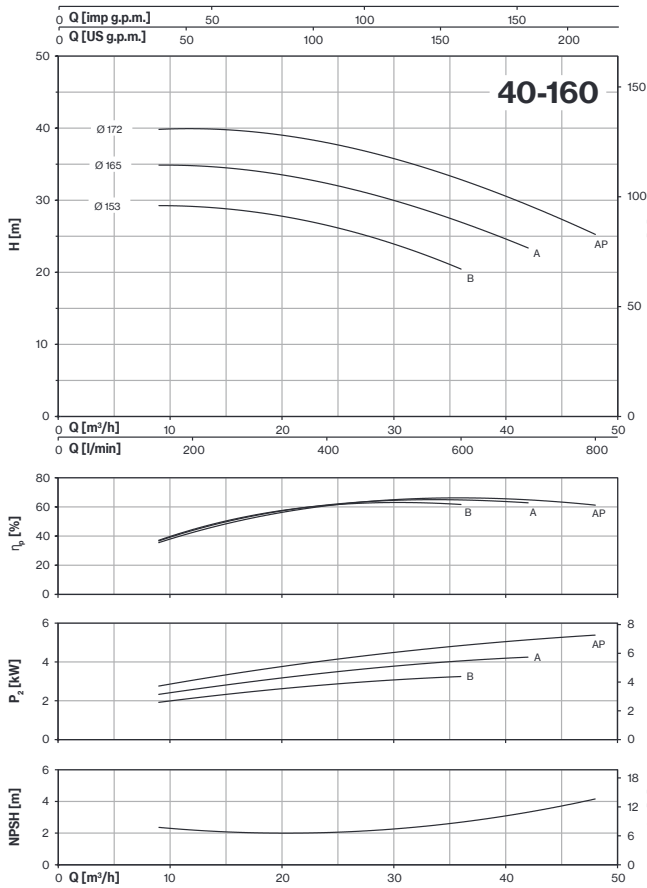 0 Q [imp g.p.m.] 50 100 150
0 Q [US g.p.m.] 50 100 150 200
40-160
H [m]
50
40
30
20
10
0
150
100
50
0
Ø 172
Ø 165
Ø 153
AP
A
B
0 Q [m³/h] 10 20 30 40 50
0 Q [l/min] 200 400 600 800
ηp [%]
80
60
40
20
0
B A AP
P2 [kW]
6
4
2
0
8
6
4
2
0
AP
A
B
NPSH [m]
6
4
2
0
18
12
6
0
0 Q [m³/h] 10 20 30 40 50